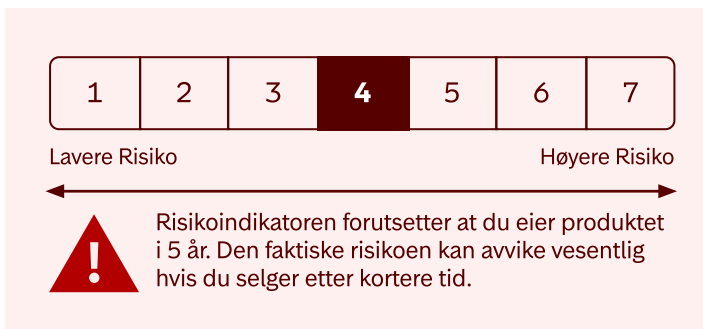 1 2 3 4 5 6 7
Lavere Risiko Høyere Risiko
Risikoindikatoren forutsetter at du eier produktet
i 5 år. Den faktiske risikoen kan avvike vesentlig
hvis du selger etter kortere tid.